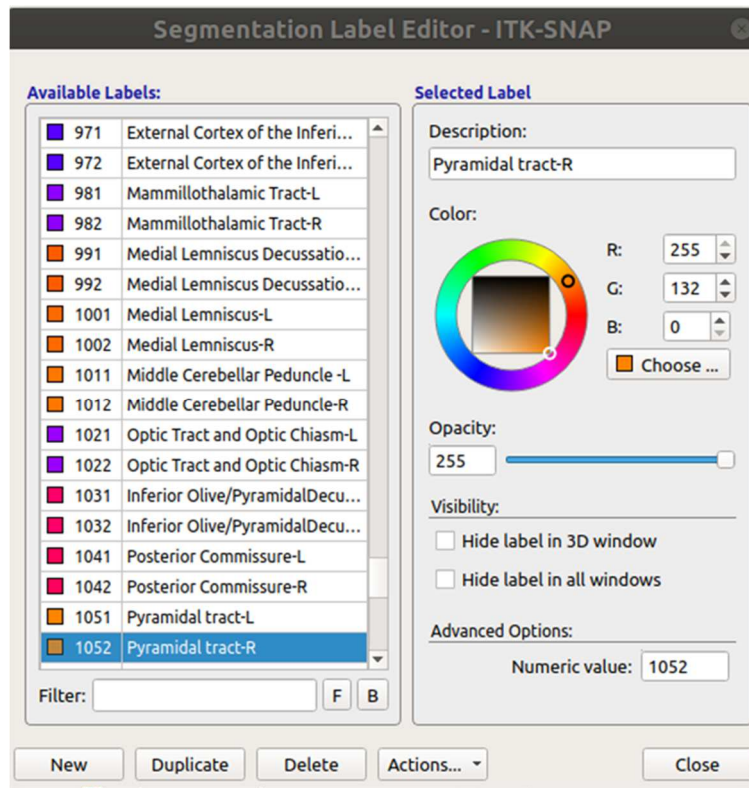 Segmentation Label Editor - ITK-SNAP
Available Labels:
971 External Cortex of the Inferi...
972 External Cortex of the Inferi...
981 Mammillothalamic Tract-L
982 Mammillothalamic Tract-R
991 Medial Lemniscus Decussatio...
992 Medial Lemniscus Decussatio...
1001 Medial Lemniscus-L
1002 Medial Lemniscus-R
1011 Middle Cerebellar Peduncle -L
1012 Middle Cerebellar Peduncle-R
1021 Optic Tract and Optic Chiasm-L
1022 Optic Tract and Optic Chiasm-R
1031 Inferior Olive/PyramidalDecu...
1032 Inferior Olive/PyramidalDecu...
1041 Posterior Commissure-L
1042 Posterior Commissure-R
1051 Pyramidal tract-L
1052 Pyramidal tract-R
Filter:
F
B
Selected Label
Description:
Pyramidal tract-R
Color:
R: 255
G: 132
B: 0
Choose ...
Opacity:
255
Visibility:
Hide label in 3D window
Hide label in all windows
Advanced Options:
Numeric value: 1052
New
Duplicate
Delete
Actions...
Close